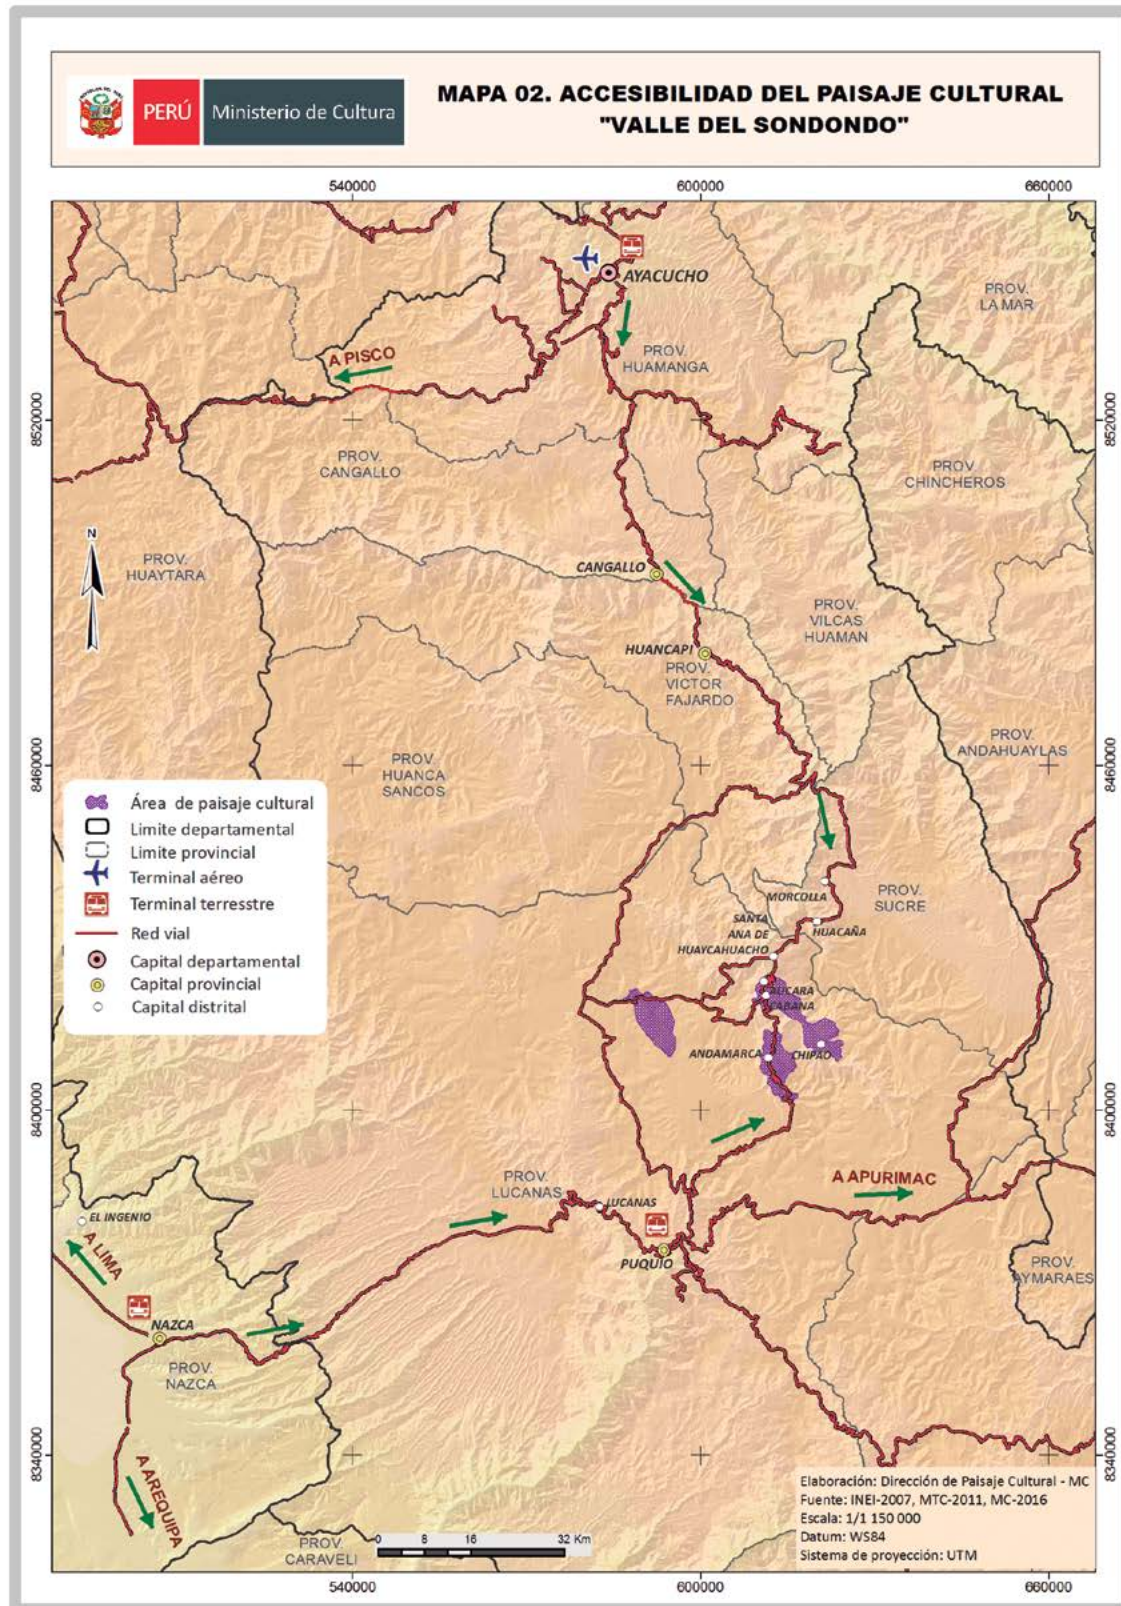 PERÚ
Ministerio de Cultura
MAPA 02. ACCESIBILIDAD DEL PAISAJE CULTURAL
"VALLE DEL SONDONDO"
540000
600000
660000
AYACUCHO
PROV.
LA MAR
A PISCO
PROV.
HUAMANGA
8520000
8520000
PROV.
CANGALLO
PROV.
CHINCHEROS
N
PROV.
HUAYTARA
CANGALLO
PROV.
VILCAS
HUAMAN
HUANCAPI
PROV.
VICTOR
FAJARDO
PROV.
ANDAHUAYLAS
8460000
8460000
PROV.
HUANCA
SANCOS
Área de paisaje cultural
Limite departamental
Limite provincial
Terminal aéreo
Terminal terresstre
Red vial
Capital departamental
Capital provincial
Capital distrital
MORCOLLA
PROV.
SUCRE
SANTA
ANA DE
HUAYCAHUACHO
HUACAÑA
AUCARA
CABANA
ANDAMARCA
CHIPAO
8400000
8400000
PROV.
LUCANAS
A APURIMAC
LUCANAS
EL INGENIO
A LIMA
PUQUIO
PROV.
AYMARAES
NAZCA
PROV.
NAZCA
A AREQUIPA
8340000
8340000
PROV.
CARAVELI
0 8 16 32 Km
Elaboración: Dirección de Paisaje Cultural - MC
Fuente: INEI-2007, MTC-2011, MC-2016
Escala: 1/1 150 000
Datum: WS84
Sistema de proyección: UTM
540000
600000
660000